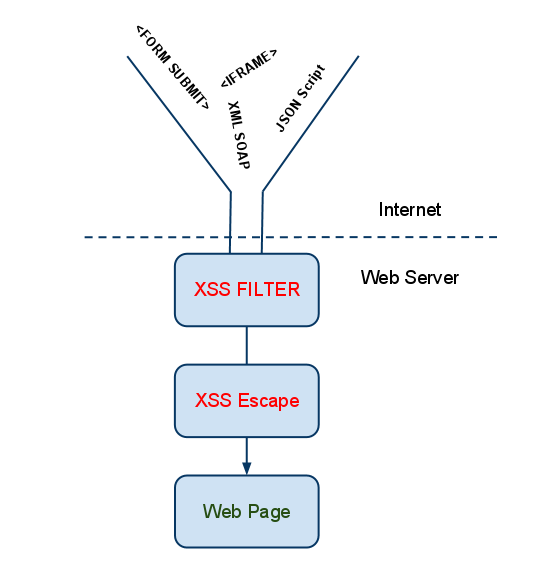 <FORM SUBMIT>
<IFRAME>
XML SOAP
JSON Script
Internet
Web Server
XSS FILTER
XSS Escape
Web Page